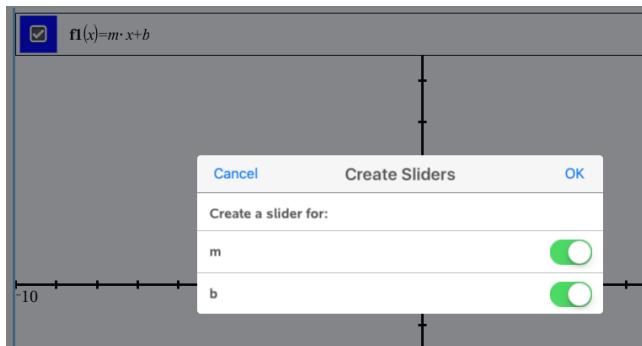 f1(x)=m·x+b
Cancel Create Sliders OK
Create a slider for:
m
b
-10